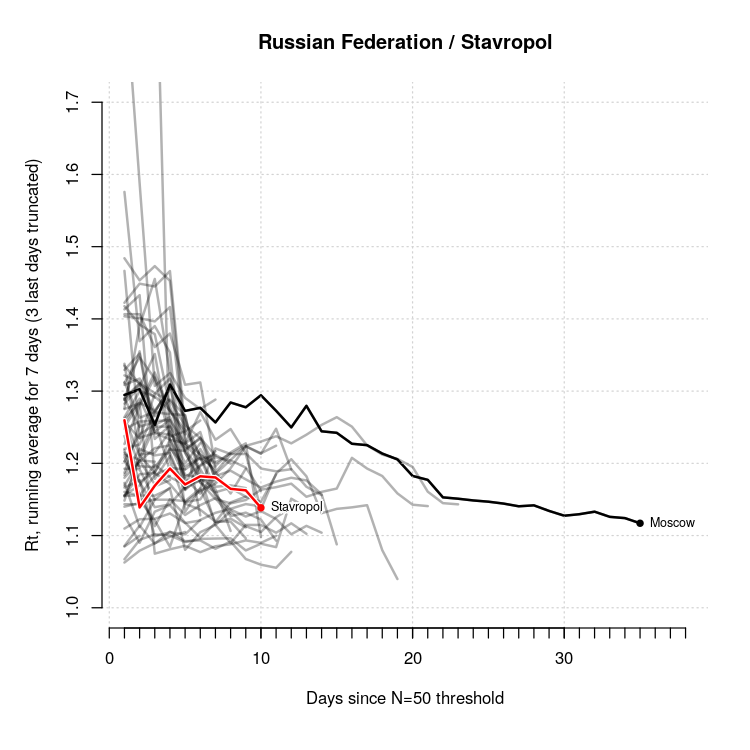 Russian Federation / Stavropol
Rt, running average for 7 days (3 last days truncated)
1.7
1.6
1.5
1.4
1.3
1.2
1.1
1.0
Stavropol
Moscow
0 10 20 30
Days since N=50 threshold